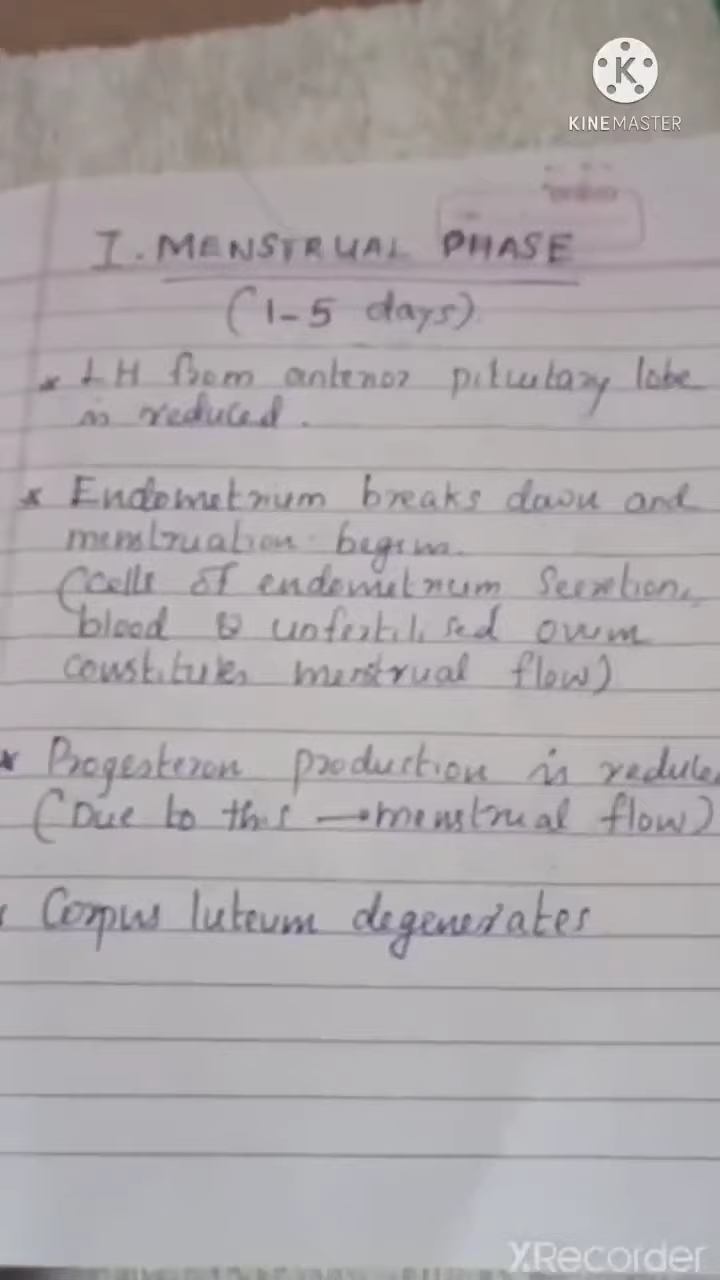 KINEMASTER
I. MENSTRUAL PHASE
(1-5 days)
* LH from anterior pituitary lobe
is reduced.
* Endometrium breaks down and
menstruation begins.
(cells of endometrium secretion,
blood & unfertilised ovum
constitutes menstrual flow)
* Progesteron production is reduce
(Due to this → menstrual flow)
Corpus luteum degenerates
XRecorder